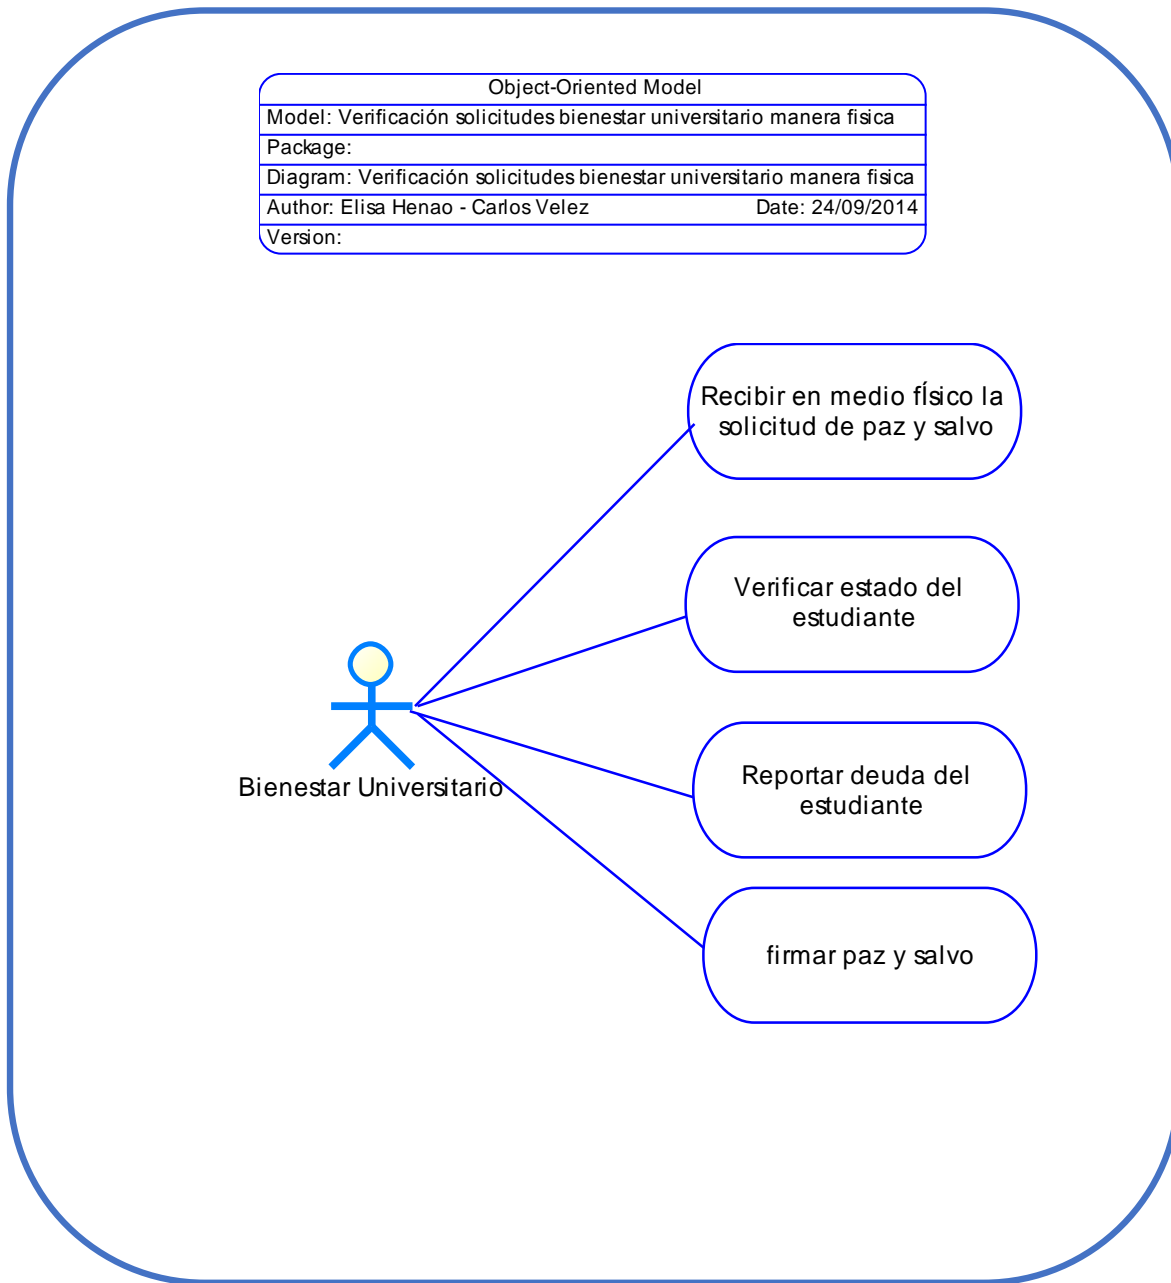 Object-Oriented Model
Model: Verificación solicitudes bienestar universitario manera fisica
Package:
Diagram: Verificación solicitudes bienestar universitario manera fisica
Author: Elisa Henao - Carlos Velez Date: 24/09/2014
Version:
Recibir en medio fÍsico la
solicitud de paz y salvo
Verificar estado del
estudiante
Bienestar Universitario
Reportar deuda del
estudiante
firmar paz y salvo